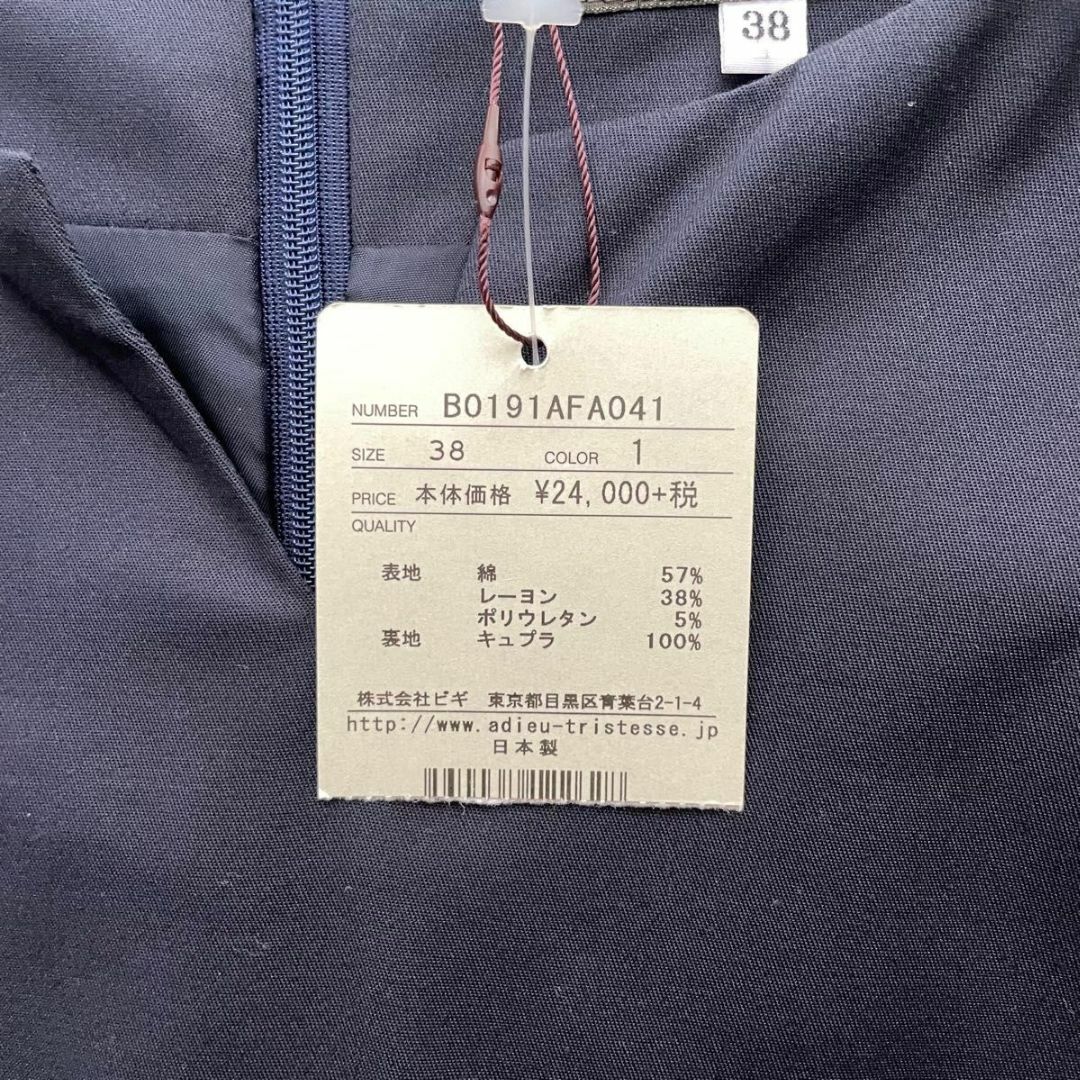 38
NUMBER B0191AFA041
SIZE 38 COLOR 1
PRICE 本体価格 ¥24,000+税
QUALITY
表地 綿 57%
レーヨン 38%
ポリウレタン 5%
裏地 キュプラ 100%
株式会社ビギ 東京都目黒区青葉台2-1-4
http://www.adieu-tristesse.jp
日本製